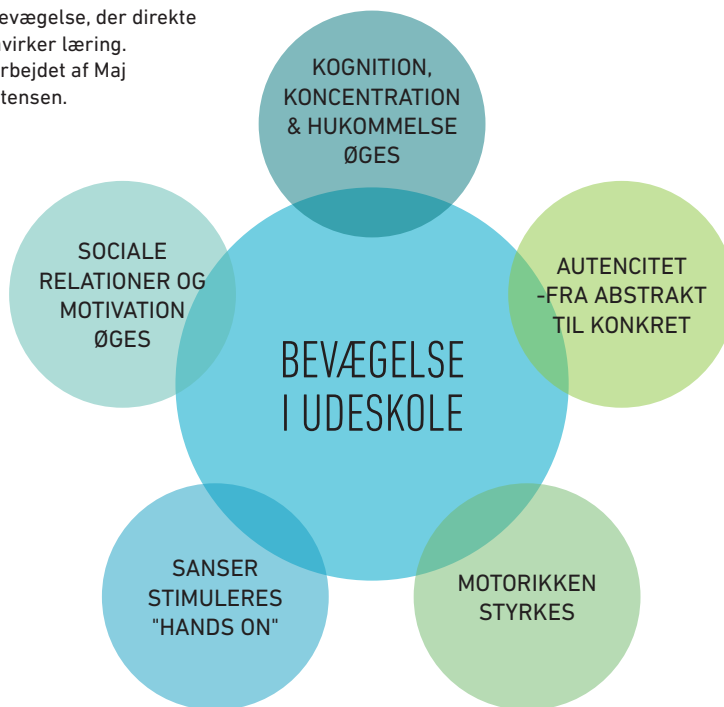 evægelse, der direkte
virker læring.
rbejdet af Maj
tensen.
KOGNITION,
KONCENTRATION
& HUKOMMELSE
ØGES
SOCIALE
RELATIONER OG
MOTIVATION
ØGES
AUTENCITET
-FRA ABSTRAKT
TIL KONKRET
BEVÆGELSE
I UDESKOLE
SANSER
STIMULERES
"HANDS ON"
MOTORIKKEN
STYRKES